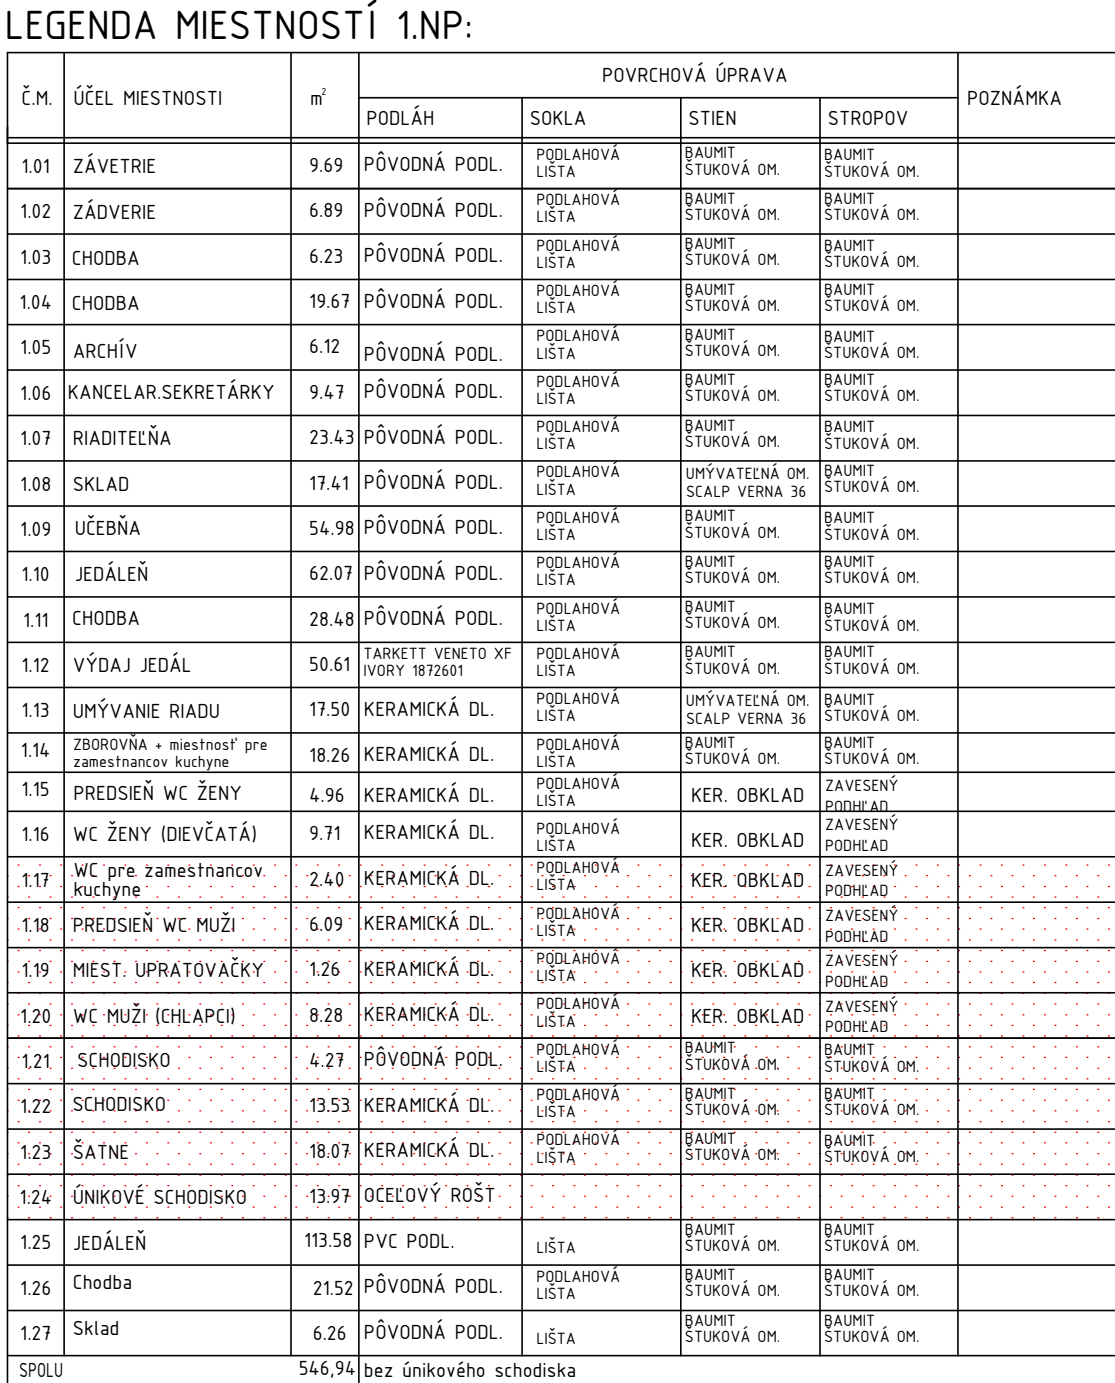 LEGENDA MIESTNOSTÍ 1.NP:
Č.M. ÚČEL MIESTNOSTI m² POVRCHOVÁ ÚPRAVA POZNÁMKA
PODLÁH SOKLA STIEN STROPOV
1.01 ZÁVETRIE 9.69 PÔVODNÁ PODL. PODLAHOVÁ LIŠTA BAUMIT ŠTUKOVÁ OM. BAUMIT ŠTUKOVÁ OM.
1.02 ZÁDVERIE 6.89 PÔVODNÁ PODL. PODLAHOVÁ LIŠTA BAUMIT ŠTUKOVÁ OM. BAUMIT ŠTUKOVÁ OM.
1.03 CHODBA 6.23 PÔVODNÁ PODL. PODLAHOVÁ LIŠTA BAUMIT ŠTUKOVÁ OM. BAUMIT ŠTUKOVÁ OM.
1.04 CHODBA 19.67 PÔVODNÁ PODL. PODLAHOVÁ LIŠTA BAUMIT ŠTUKOVÁ OM. BAUMIT ŠTUKOVÁ OM.
1.05 ARCHÍV 6.12 PÔVODNÁ PODL. PODLAHOVÁ LIŠTA BAUMIT ŠTUKOVÁ OM. BAUMIT ŠTUKOVÁ OM.
1.06 KANCELAR.SEKRETÁRKY 9.47 PÔVODNÁ PODL. PODLAHOVÁ LIŠTA BAUMIT ŠTUKOVÁ OM. BAUMIT ŠTUKOVÁ OM.
1.07 RIADITEĽŇA 23.43 PÔVODNÁ PODL. PODLAHOVÁ LIŠTA BAUMIT ŠTUKOVÁ OM. BAUMIT ŠTUKOVÁ OM.
1.08 SKLAD 17.41 PÔVODNÁ PODL. PODLAHOVÁ LIŠTA UMÝVATEĽNÁ OM. SCALP VERNA 36 BAUMIT ŠTUKOVÁ OM.
1.09 UČEBŇA 54.98 PÔVODNÁ PODL. PODLAHOVÁ LIŠTA BAUMIT ŠTUKOVÁ OM. BAUMIT ŠTUKOVÁ OM.
1.10 JEDÁLEŇ 62.07 PÔVODNÁ PODL. PODLAHOVÁ LIŠTA BAUMIT ŠTUKOVÁ OM. BAUMIT ŠTUKOVÁ OM.
1.11 CHODBA 28.48 PÔVODNÁ PODL. PODLAHOVÁ LIŠTA BAUMIT ŠTUKOVÁ OM. BAUMIT ŠTUKOVÁ OM.
1.12 VÝDAJ JEDÁL 50.61 TARKETT VENETO XF IVORY 1872601 PODLAHOVÁ LIŠTA BAUMIT ŠTUKOVÁ OM. BAUMIT ŠTUKOVÁ OM.
1.13 UMÝVANIE RIADU 17.50 KERAMICKÁ DL. PODLAHOVÁ LIŠTA UMÝVATEĽNÁ OM. SCALP VERNA 36 BAUMIT ŠTUKOVÁ OM.
1.14 ZBOROVŇA + miestnosť pre zamestnancov kuchyne 18.26 KERAMICKÁ DL. PODLAHOVÁ LIŠTA BAUMIT ŠTUKOVÁ OM. BAUMIT ŠTUKOVÁ OM.
1.15 PREDSIEŇ WC ŽENY 4.96 KERAMICKÁ DL. PODLAHOVÁ LIŠTA KER. OBKLAD ZAVESENÝ PODHĽAD
1.16 WC ŽENY (DIEVČATÁ) 9.71 KERAMICKÁ DL. PODLAHOVÁ LIŠTA KER. OBKLAD ZAVESENÝ PODHĽAD
1.17 WC pre zamestnancov kuchyne 2.40 KERAMICKÁ DL. PODLAHOVÁ LIŠTA KER. OBKLAD ZAVESENÝ PODHĽAD
1.18 PREDSIEŇ WC MUŽI 6.09 KERAMICKÁ DL. PODLAHOVÁ LIŠTA KER. OBKLAD ZAVESENÝ PODHĽAD
1.19 MIEST. UPRATOVAČKY 1.26 KERAMICKÁ DL. PODLAHOVÁ LIŠTA KER. OBKLAD ZAVESENÝ PODHĽAD
1.20 WC MUŽI (CHLAPCI) 8.28 KERAMICKÁ DL. PODLAHOVÁ LIŠTA KER. OBKLAD ZAVESENÝ PODHĽAD
1.21 SCHODISKO 4.27 PÔVODNÁ PODL. PODLAHOVÁ LIŠTA BAUMIT ŠTUKOVÁ OM. BAUMIT ŠTUKOVÁ OM.
1.22 SCHODISKO 13.53 KERAMICKÁ DL. PODLAHOVÁ LIŠTA BAUMIT ŠTUKOVÁ OM. BAUMIT ŠTUKOVÁ OM.
1.23 ŠATNE 18.07 KERAMICKÁ DL. PODLAHOVÁ LIŠTA BAUMIT ŠTUKOVÁ OM. BAUMIT ŠTUKOVÁ OM.
1.24 ÚNIKOVÉ SCHODISKO 13.97 OCEĽOVÝ ROŠT
1.25 JEDÁLEŇ 113.58 PVC PODL. LIŠTA BAUMIT ŠTUKOVÁ OM. BAUMIT ŠTUKOVÁ OM.
1.26 Chodba 21.52 PÔVODNÁ PODL. PODLAHOVÁ LIŠTA BAUMIT ŠTUKOVÁ OM. BAUMIT ŠTUKOVÁ OM.
1.27 Sklad 6.26 PÔVODNÁ PODL. LIŠTA BAUMIT ŠTUKOVÁ OM. BAUMIT ŠTUKOVÁ OM.
SPOLU 546,94 bez únikového schodiska